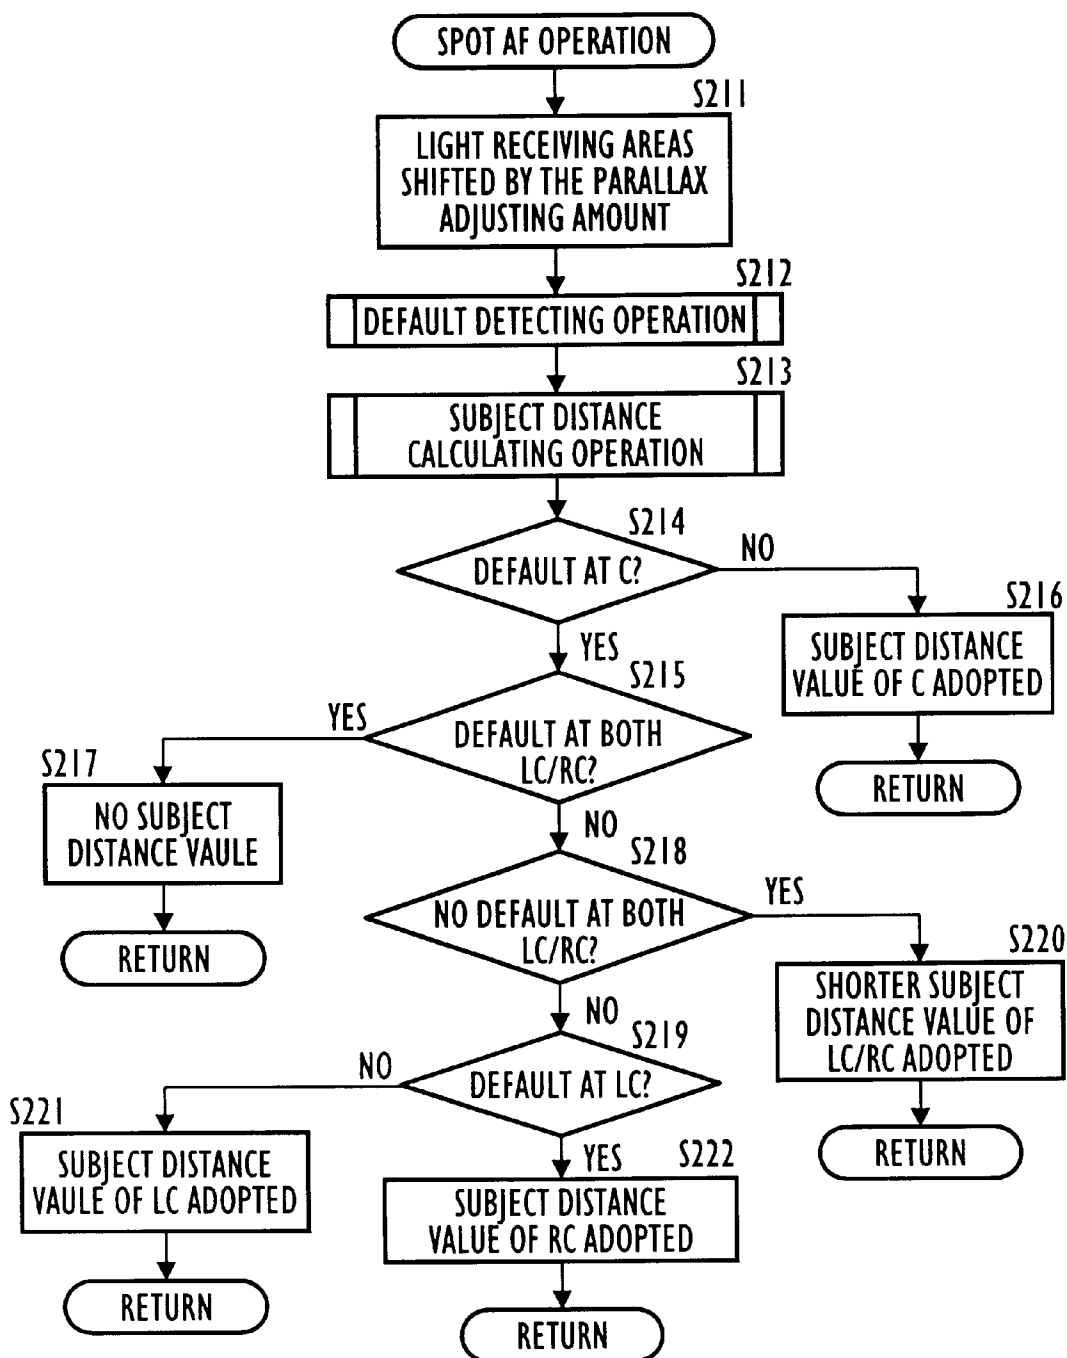 SPOT AF OPERATION
S211
LIGHT RECEIVING AREAS
SHIFTED BY THE PARALLAX
ADJUSTING AMOUNT
S212
DEFAULT DETECTING OPERATION
S213
SUBJECT DISTANCE
CALCULATING OPERATION
S214
DEFAULT AT C?
NO
S216
SUBJECT DISTANCE
VALUE OF C ADOPTED
RETURN
YES
S215
DEFAULT AT BOTH
LC/RC?
YES
S217
NO SUBJECT
DISTANCE VAULE
RETURN
NO
S218
NO DEFAULT AT BOTH
LC/RC?
YES
S220
SHORTER SUBJECT
DISTANCE VALUE OF
LC/RC ADOPTED
RETURN
NO
S219
DEFAULT AT LC?
NO
S221
SUBJECT DISTANCE
VAULE OF LC ADOPTED
RETURN
YES
S222
SUBJECT DISTANCE
VALUE OF RC ADOPTED
RETURN